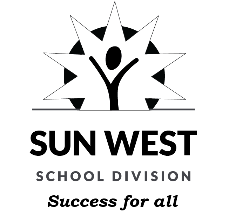 SUN WEST
SCHOOL DIVISION
Success for all